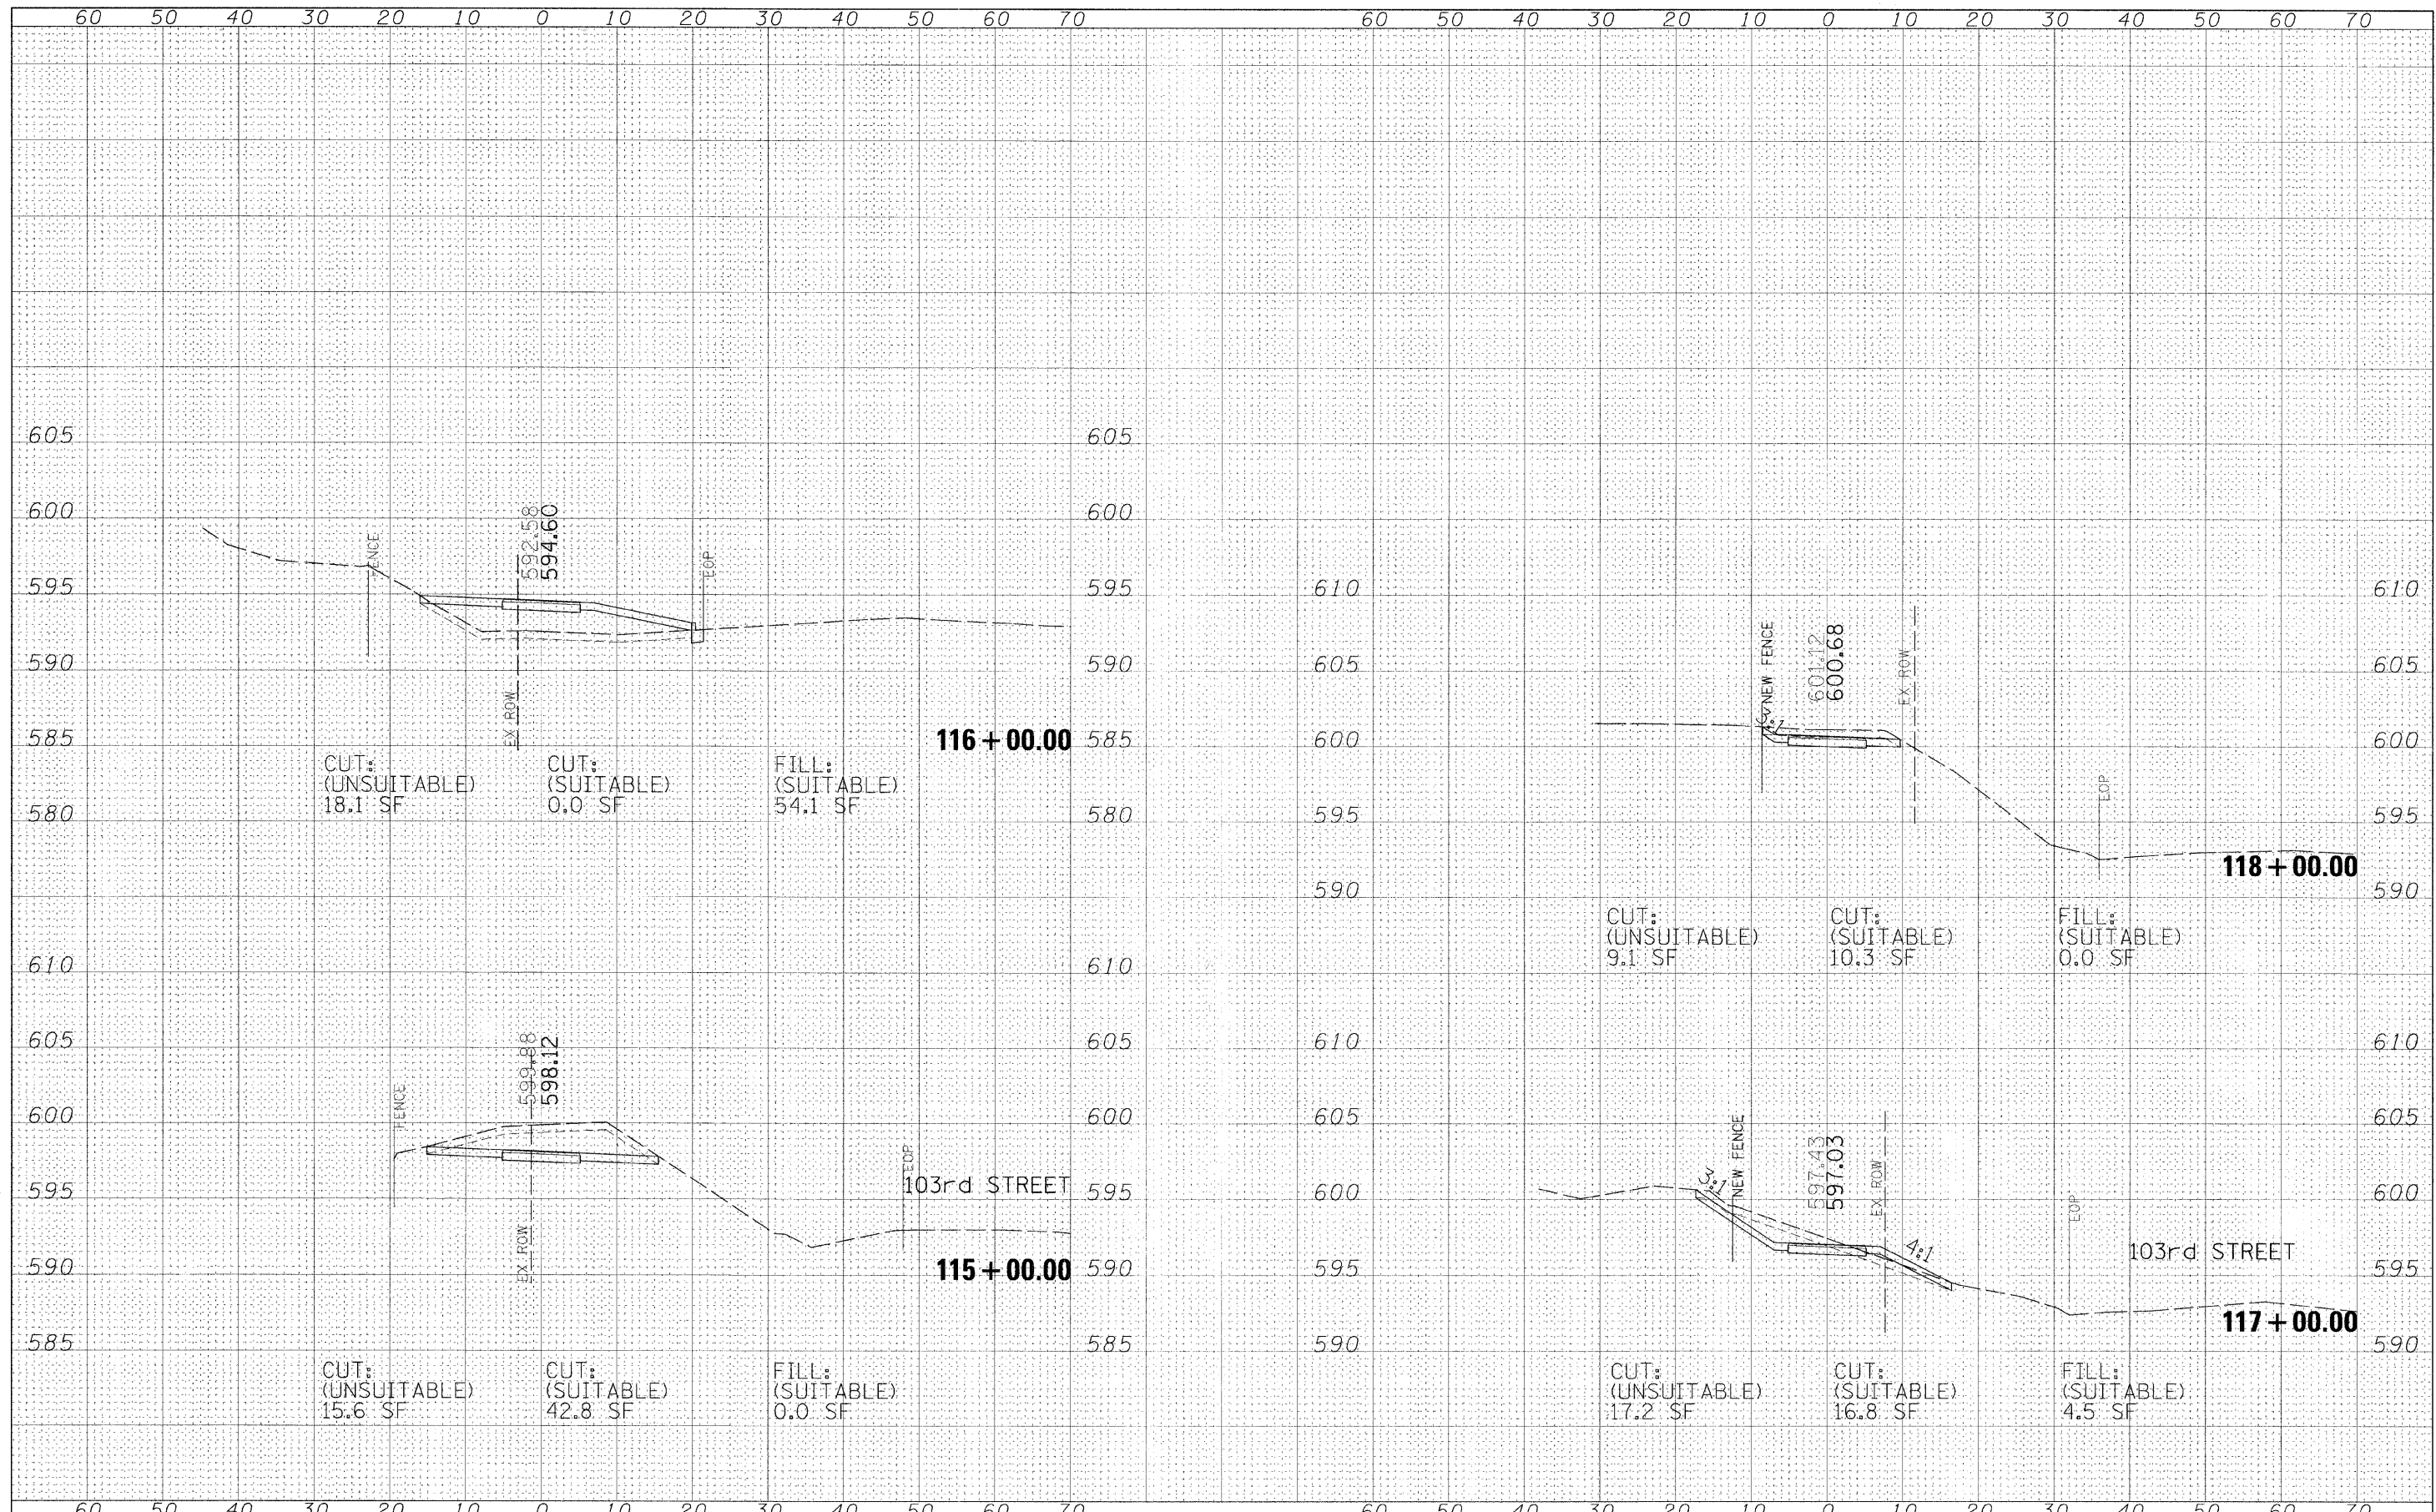 60 50 40 30 20 10 0 10 20 30 40 50 60 70 60 50 40 30 20 10 0 10 20 30 40 50 60 70
605 605
600 600
592.58
594.60
FENCE
EOP
595 595
590 590
EX ROW
116+00.00
585 585
CUT:
(UNSUITABLE)
18.1 SF
CUT:
(SUITABLE)
0.0 SF
FILL:
(SUITABLE)
54.1 SF
580 580
610 610
605 605
599.88
598.12
FENCE
600 600
EOP
103rd STREET
595 595
EX ROW
115+00.00
590 590
585 585
CUT:
(UNSUITABLE)
15.6 SF
CUT:
(SUITABLE)
42.8 SF
FILL:
(SUITABLE)
0.0 SF
610 610
NEW FENCE
601.12
600.68
EX ROW
605 605
3:1
600 600
EOP
595 595
118+00.00
590 590
CUT:
(UNSUITABLE)
9.1 SF
CUT:
(SUITABLE)
10.3 SF
FILL:
(SUITABLE)
0.0 SF
610 610
605 605
NEW FENCE
597.43
597.03
EX ROW
3:1
600 600
EOP
4:1
103rd STREET
595 595
117+00.00
590 590
CUT:
(UNSUITABLE)
17.2 SF
CUT:
(SUITABLE)
16.8 SF
FILL:
(SUITABLE)
4.5 SF
60 50 40 30 20 10 0 10 20 30 40 50 60 70 60 50 40 30 20 10 0 10 20 30 40 50 60 70